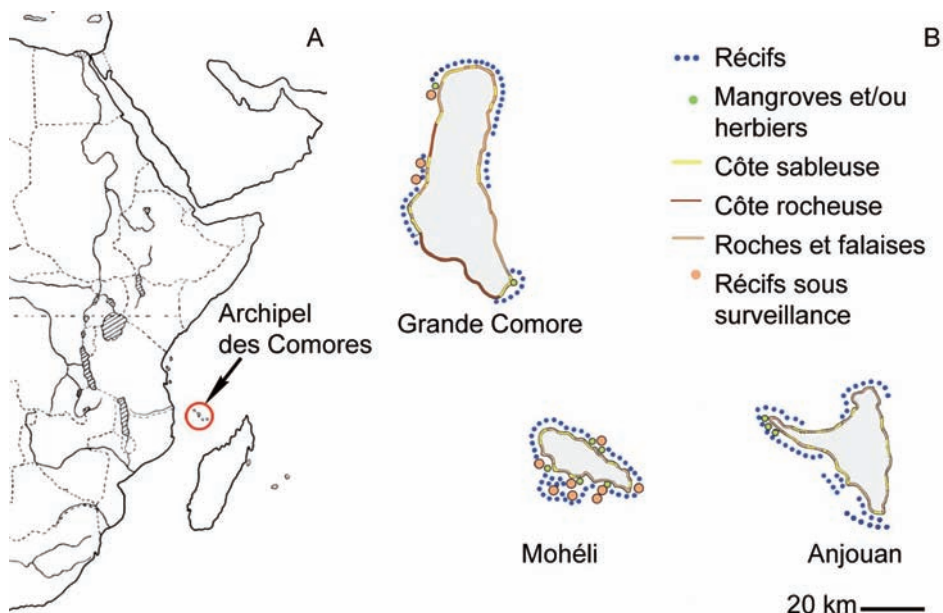 A
Archipel
des Comores
B
Récifs
Mangroves et/ou
herbiers
Côte sableuse
Côte rocheuse
Roches et falaises
Récifs sous
surveillance
Grande Comore
Mohéli
Anjouan
20 km